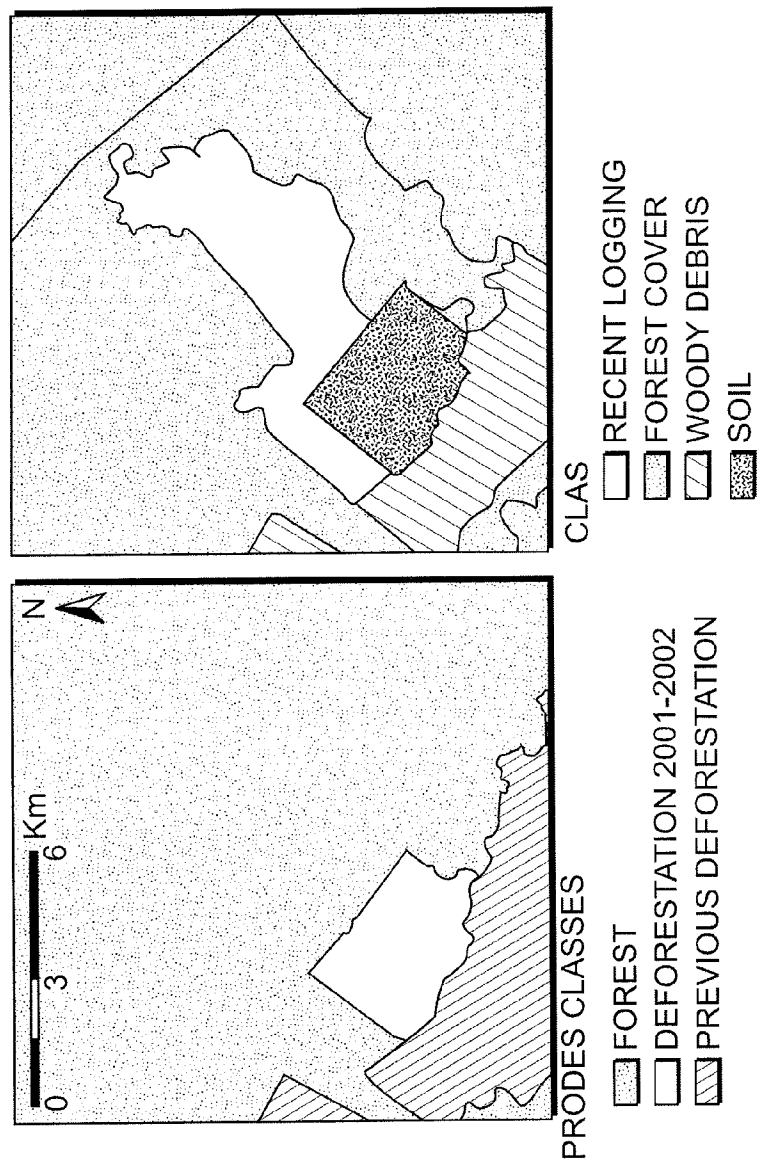 0 3 6 Km
N
PRODES CLASSES
FOREST
DEFORESTATION 2001-2002
PREVIOUS DEFORESTATION
CLAS
RECENT LOGGING
FOREST COVER
WOODY DEBRIS
SOIL